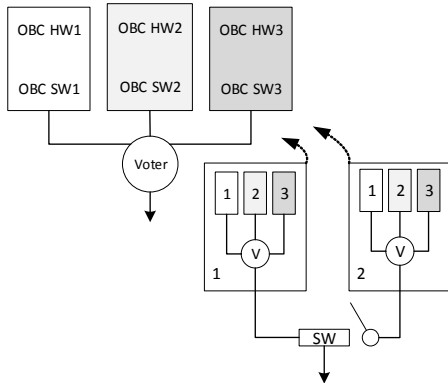 OBC HW1
OBC HW2
OBC HW3
OBC SW1
OBC SW2
OBC SW3
Voter
1
2
3
V
1
1
2
3
V
2
SW